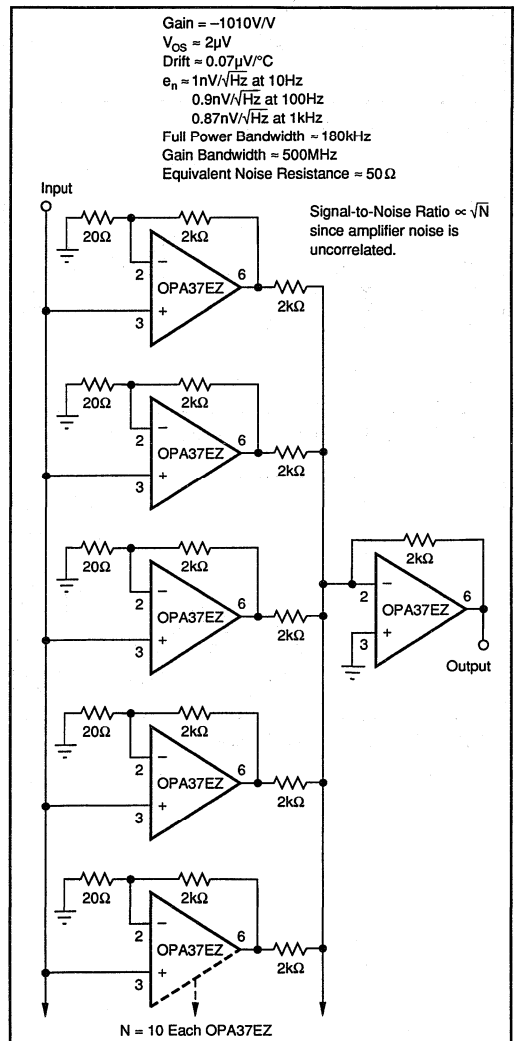 Gain = –1010V/V
V_OS ≈ 2µV
Drift ≈ 0.07µV/°C
e_n ≈ 1nV/√Hz at 10Hz
0.9nV/√Hz at 100Hz
0.87nV/√Hz at 1kHz
Full Power Bandwidth ≈ 180kHz
Gain Bandwidth ≈ 500MHz
Equivalent Noise Resistance ≈ 50Ω
Input
Signal-to-Noise Ratio ∝ √N
since amplifier noise is
uncorrelated.
20Ω
2kΩ
2
–
6
OPA37EZ
3
+
2kΩ
20Ω
2kΩ
2
–
6
OPA37EZ
3
+
2kΩ
20Ω
2kΩ
2
–
6
OPA37EZ
3
+
2kΩ
2kΩ
2
–
6
OPA37EZ
3
+
Output
20Ω
2kΩ
2
–
6
OPA37EZ
3
+
2kΩ
20Ω
2kΩ
2
–
6
OPA37EZ
3
+
2kΩ
N = 10 Each OPA37EZ